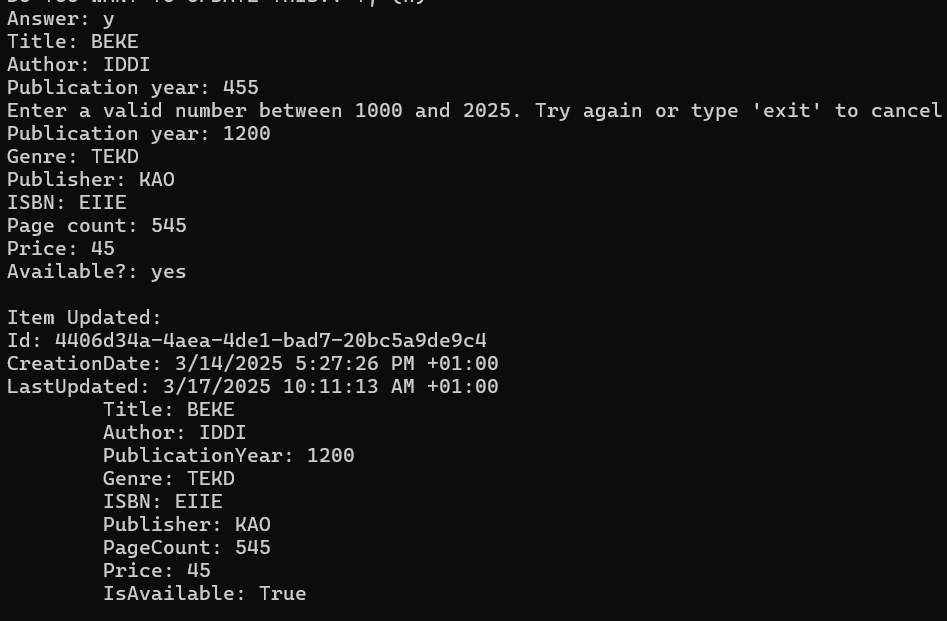 Answer: y
Title: BEKE
Author: IDDI
Publication year: 455
Enter a valid number between 1000 and 2025. Try again or type 'exit' to cancel
Publication year: 1200
Genre: TEKD
Publisher: KAO
ISBN: EIIE
Page count: 545
Price: 45
Available?: yes
Item Updated:
Id: 4406d34a-4aea-4de1-bad7-20bc5a9de9c4
CreationDate: 3/14/2025 5:27:26 PM +01:00
LastUpdated: 3/17/2025 10:11:13 AM +01:00
Title: BEKE
Author: IDDI
PublicationYear: 1200
Genre: TEKD
ISBN: EIIE
Publisher: KAO
PageCount: 545
Price: 45
IsAvailable: True